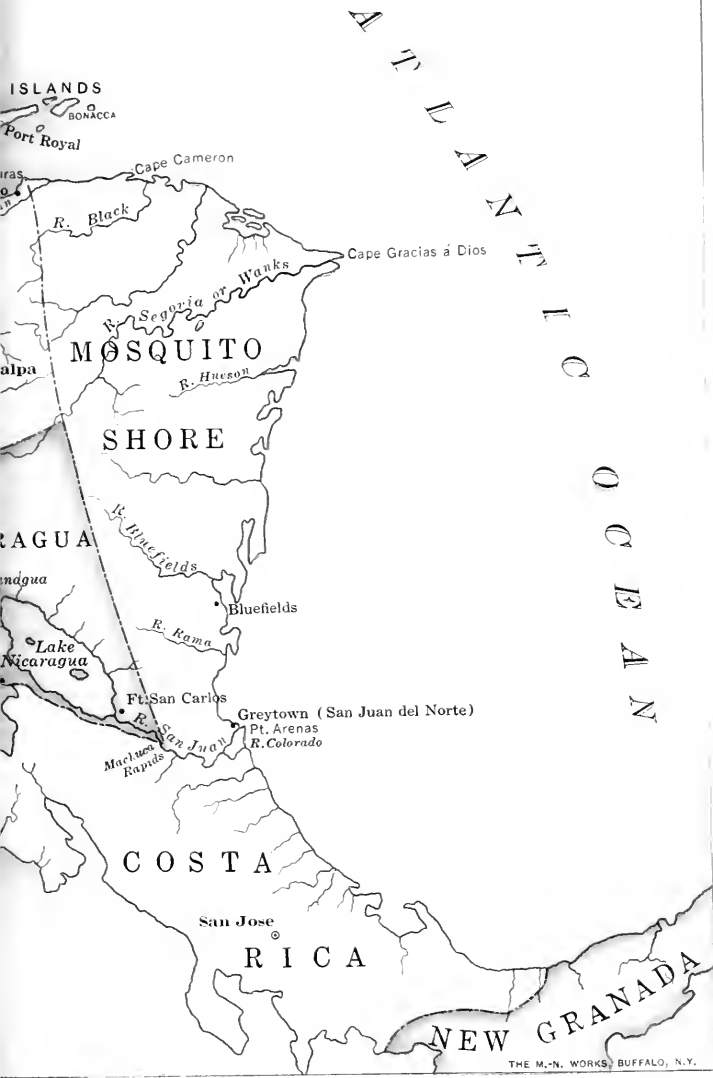 ATLANTIC OCEAN
ISLANDS
BONACCA
Port Royal
Cape Cameron
R. Black
Cape Gracias á Dios
R. Segovia or Wanks
MOSQUITO
R. Hueson
alpa
SHORE
RAGUA
R. Bluefields
Bluefields
R. Rama
Lake
Nicaragua
Ft. San Carlos
R. San Juan
Greytown (San Juan del Norte)
Pt. Arenas
R. Colorado
Machuca
Rapids
COSTA
San Jose
RICA
NEW GRANADA
THE M.-N. WORKS, BUFFALO, N.Y.